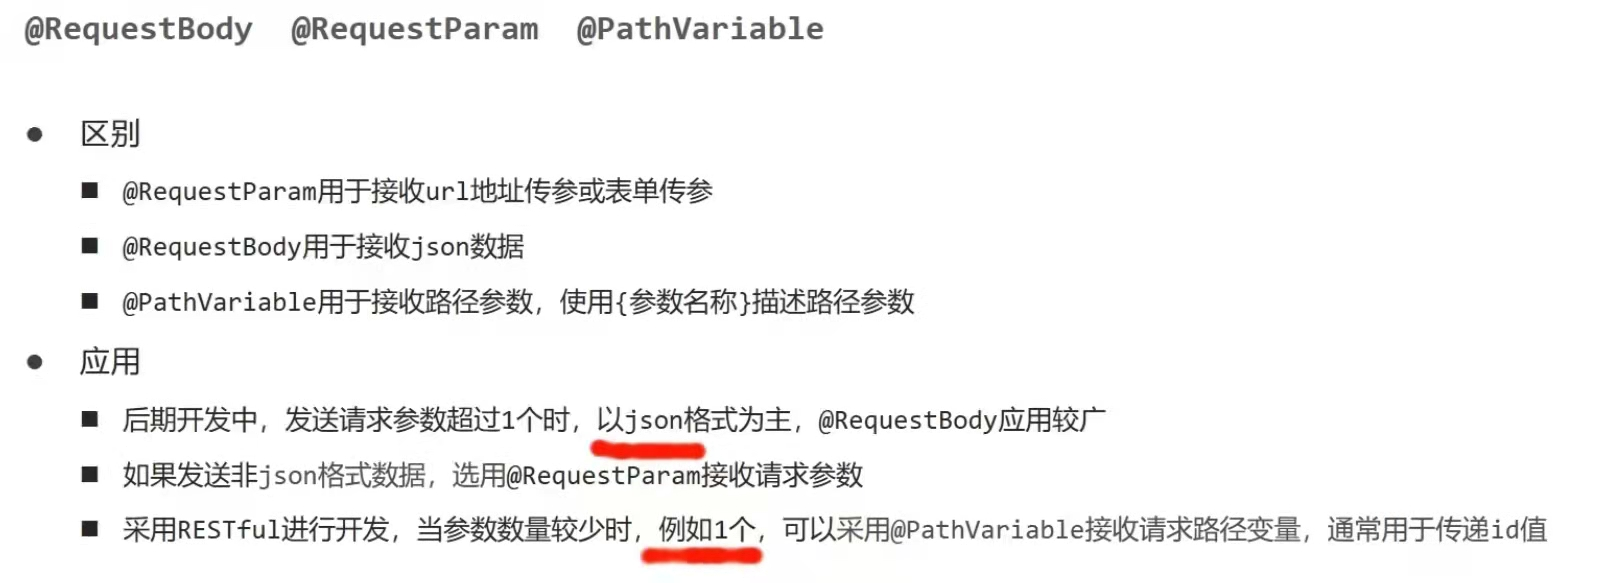 @RequestBody @RequestParam @PathVariable
区别
@RequestParam用于接收url地址传参或表单传参
@RequestBody用于接收json数据
@PathVariable用于接收路径参数，使用{参数名称}描述路径参数
应用
后期开发中，发送请求参数超过1个时，以json格式为主，@RequestBody应用较广
如果发送非json格式数据，选用@RequestParam接收请求参数
采用RESTful进行开发，当参数数量较少时，例如1个，可以采用@PathVariable接收请求路径变量，通常用于传递id值